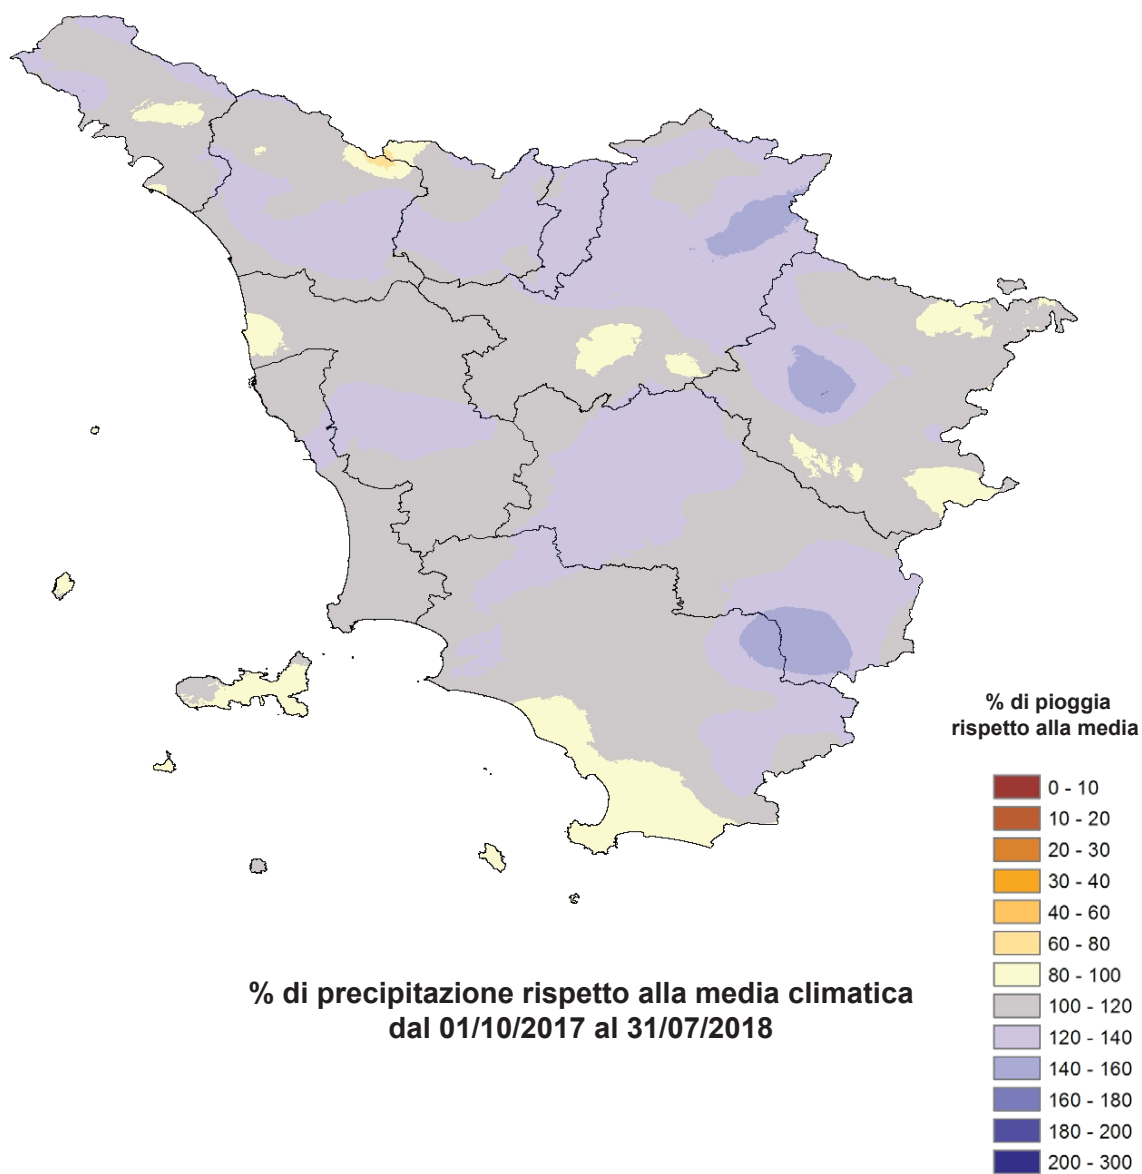 % di pioggia
rispetto alla media
0 - 10
10 - 20
20 - 30
30 - 40
40 - 60
60 - 80
80 - 100
100 - 120
120 - 140
140 - 160
160 - 180
180 - 200
200 - 300
% di precipitazione rispetto alla media climatica
dal 01/10/2017 al 31/07/2018